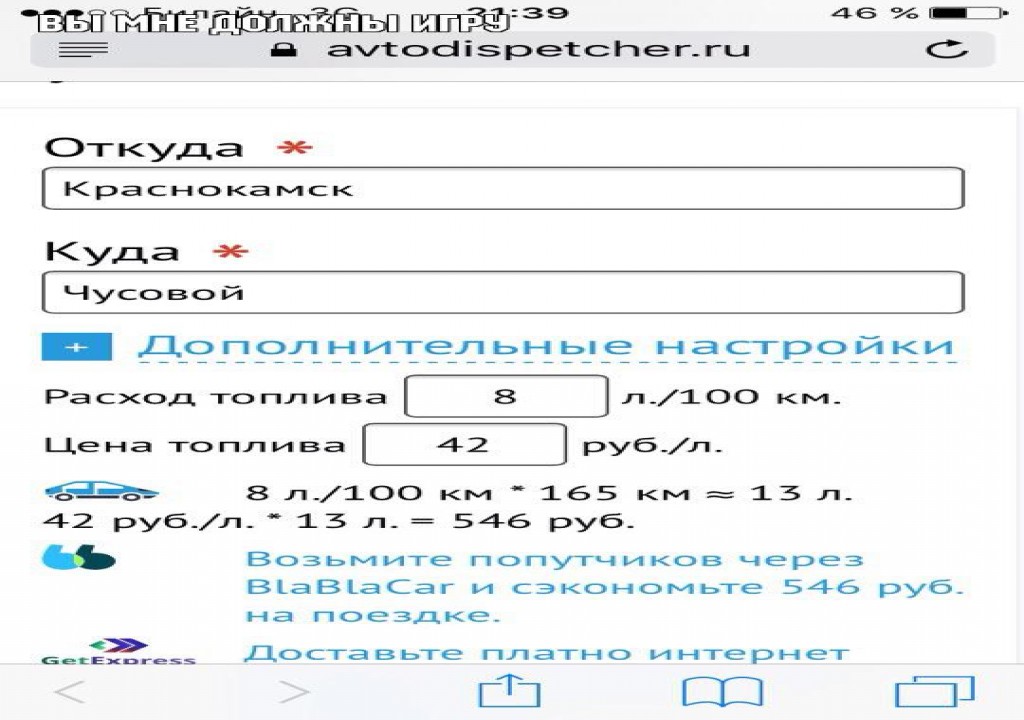 ВЫ МНЕ ДОЛЖНЫ ИГРУ
21:39
46 %
avtodispetcher.ru
Откуда *
Краснокамск
Куда *
Чусовой
+ Дополнительные настройки
Расход топлива 8 л./100 км.
Цена топлива 42 руб./л.
8 л./100 км * 165 км ≈ 13 л.
42 руб./л. * 13 л. = 546 руб.
Возьмите попутчиков через
BlaBlaCar и сэкономьте 546 руб.
на поездке.
GetExpress
Доставьте платно интернет